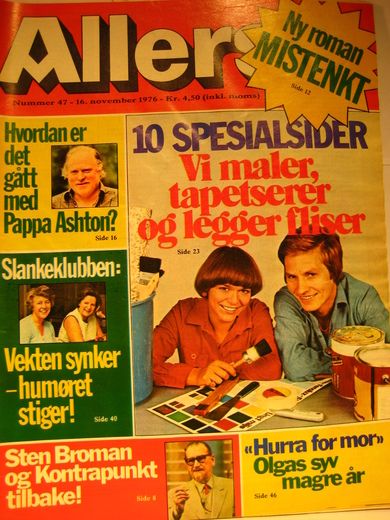 Allers
Nummer 47 - 16. november 1976 - Kr. 4,50 (inkl. moms)
Ny roman
MISTENKT
Side 12
Hvordan er
det
gått
med
Pappa Ashton?
Side 16
10 SPESIALSIDER
Vi maler,
tapetserer
og legger fliser
Side 23
Slankeklubben:
Vekten synker
– humøret
stiger!
Side 40
Sten Broman
og Kontrapunkt
tilbake!
Side 8
«Hurra for mor»
Olgas syv
magre år
Side 46